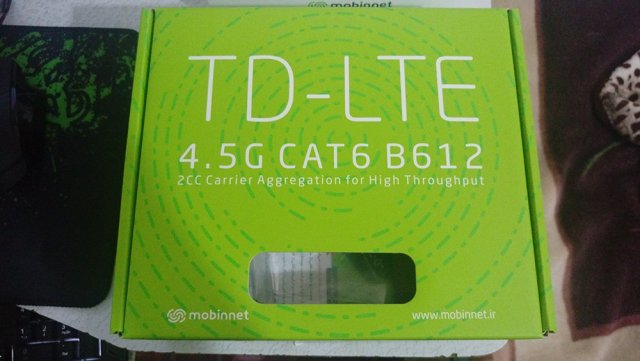 mobinnet
TD-LTE
4.5G CAT6 B612
2CC Carrier Aggregation for High Throughput
mobinnet
www.mobinnet.ir